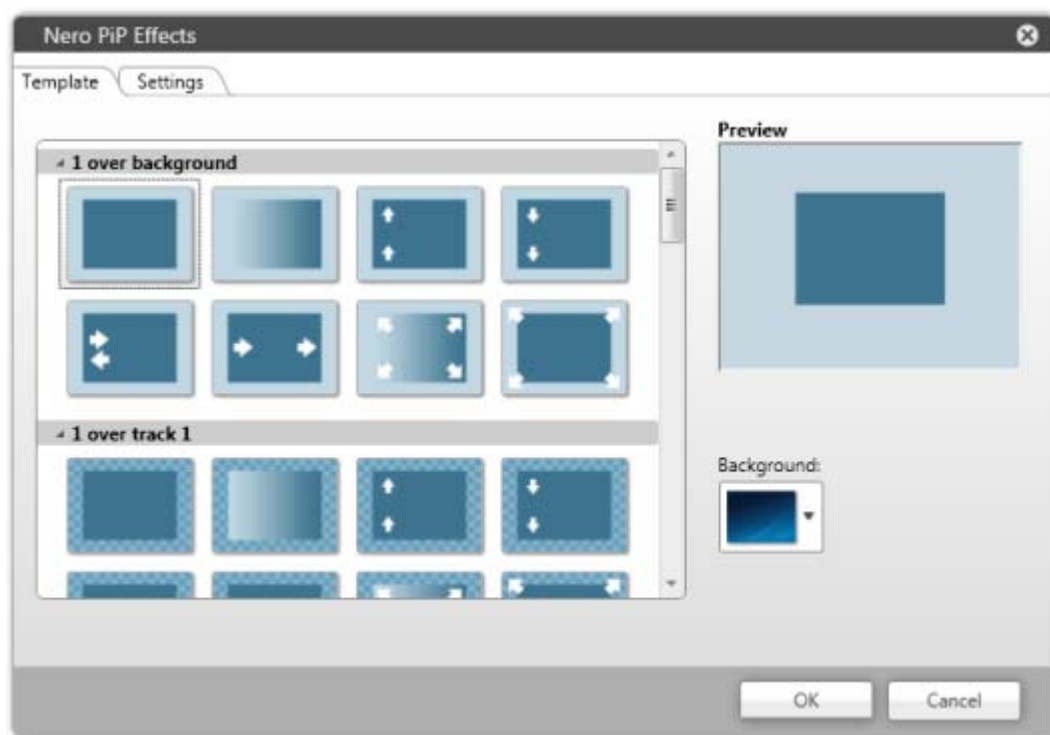 Nero PiP Effects
Template
Settings
1 over background
1 over track 1
Preview
Background:
OK
Cancel